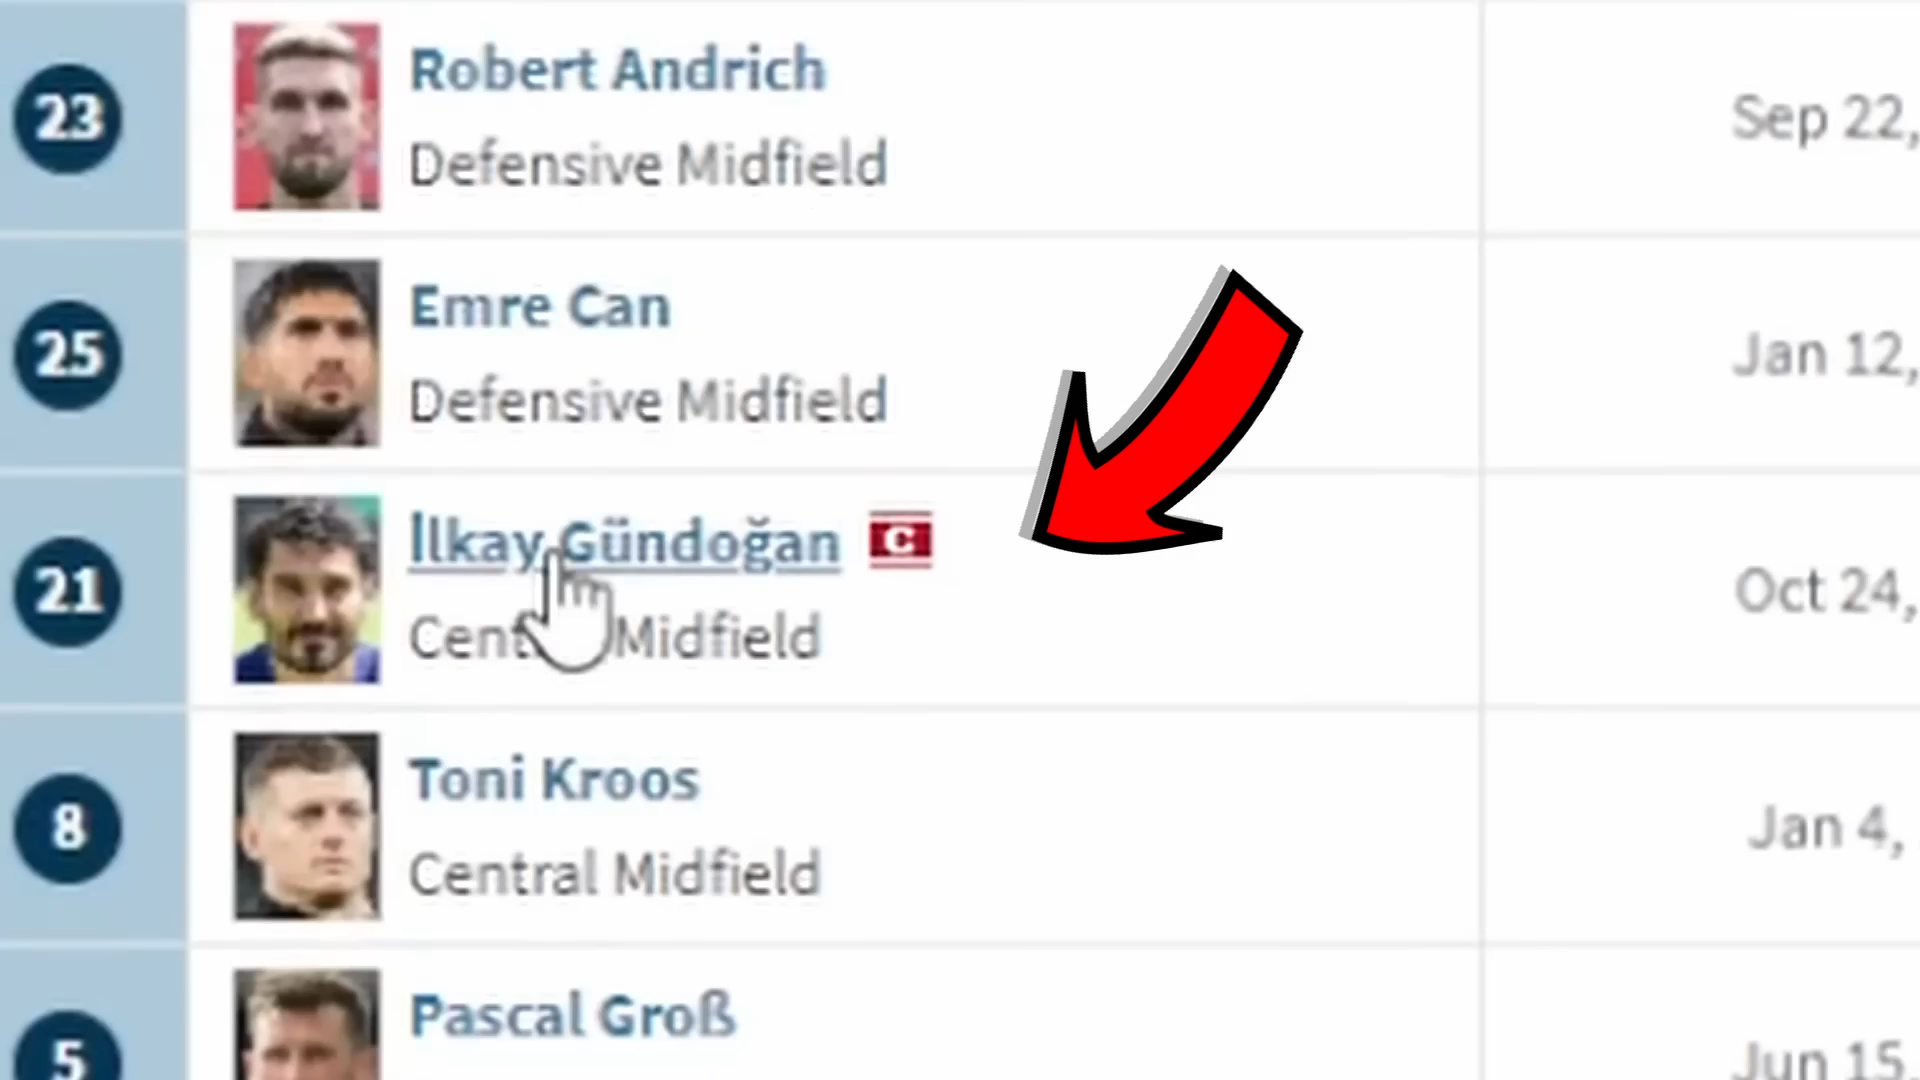 23
Robert Andrich
Defensive Midfield
Sep 22,
25
Emre Can
Defensive Midfield
Jan 12,
21
İlkay Gündoğan C
Central Midfield
Oct 24,
8
Toni Kroos
Central Midfield
Jan 4,
5
Pascal Groß
Jun 15,